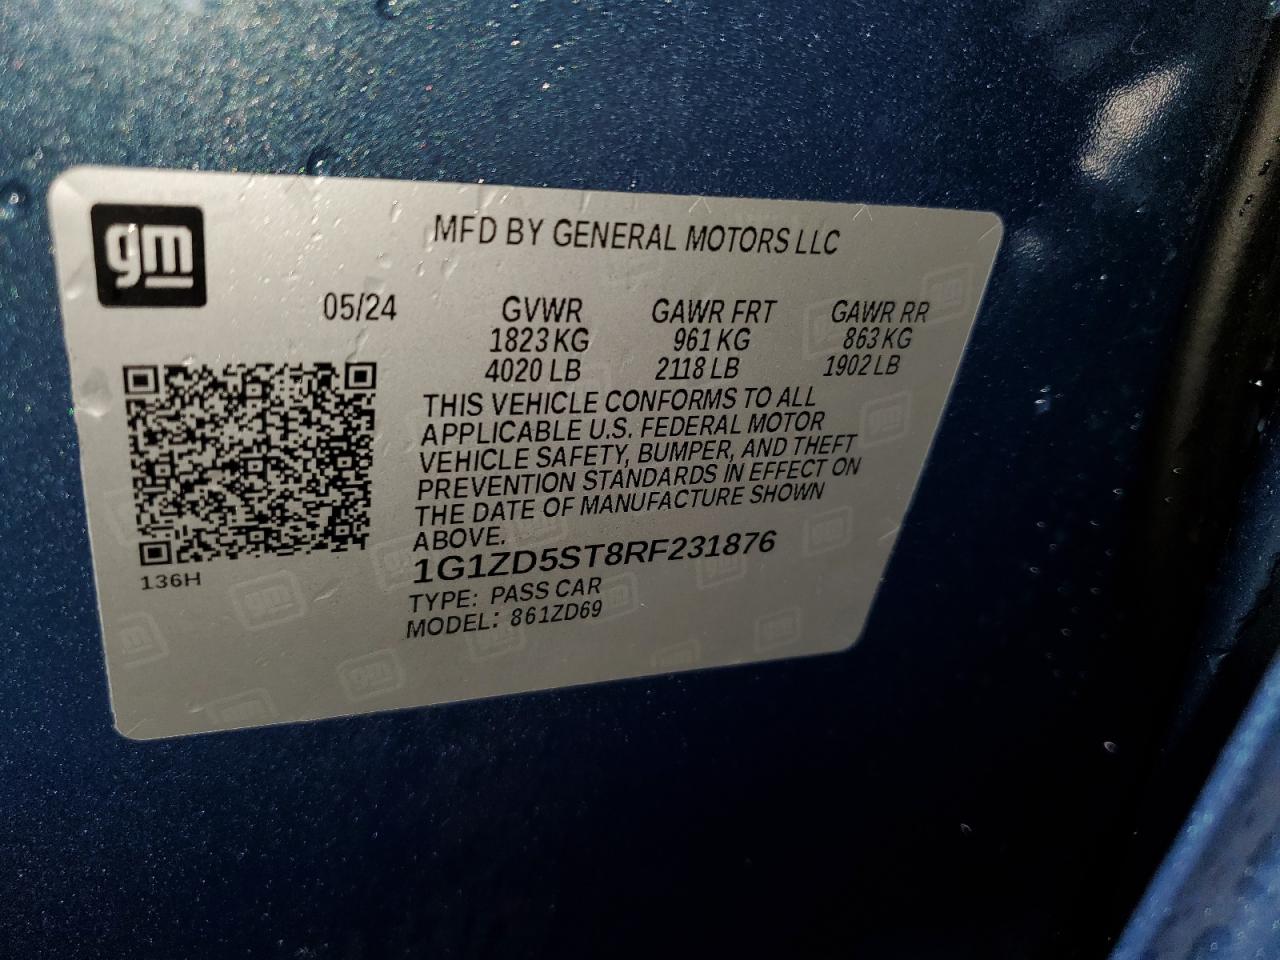 gm
MFD BY GENERAL MOTORS LLC
05/24 GVWR GAWR FRT GAWR RR
1823 KG 961 KG 863 KG
4020 LB 2118 LB 1902 LB
THIS VEHICLE CONFORMS TO ALL
APPLICABLE U.S. FEDERAL MOTOR
VEHICLE SAFETY, BUMPER, AND THEFT
PREVENTION STANDARDS IN EFFECT ON
THE DATE OF MANUFACTURE SHOWN
ABOVE.
1G1ZD5ST8RF231876
136H
TYPE: PASS CAR
MODEL: 861ZD69